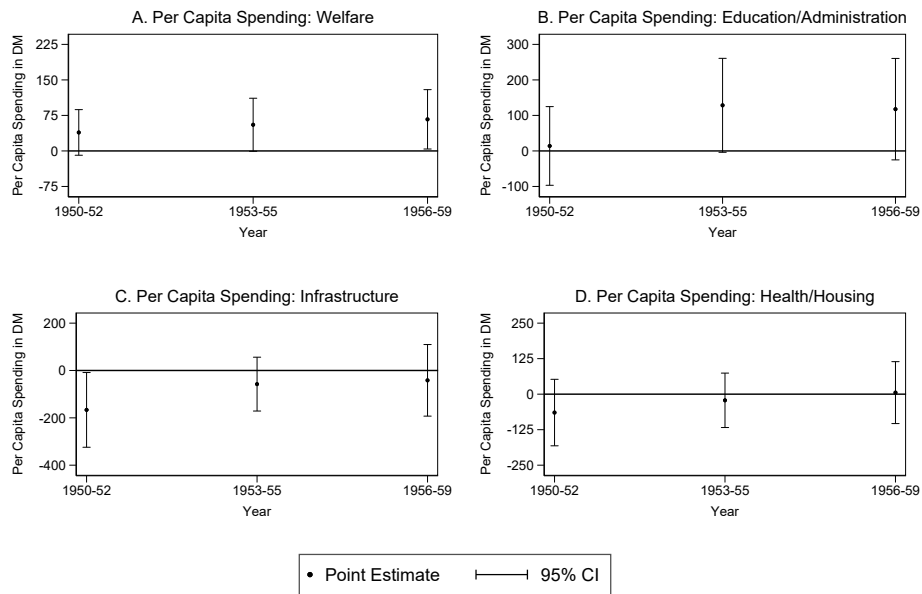 A. Per Capita Spending: Welfare
Per Capita Spending in DM
225
150
75
0
-75
1950-52
1953-55
1956-59
Year
B. Per Capita Spending: Education/Administration
Per Capita Spending in DM
300
200
100
0
-100
1950-52
1953-55
1956-59
Year
C. Per Capita Spending: Infrastructure
Per Capita Spending in DM
200
0
-200
-400
1950-52
1953-55
1956-59
Year
D. Per Capita Spending: Health/Housing
Per Capita Spending in DM
250
125
0
-125
-250
1950-52
1953-55
1956-59
Year
Point Estimate
95% CI